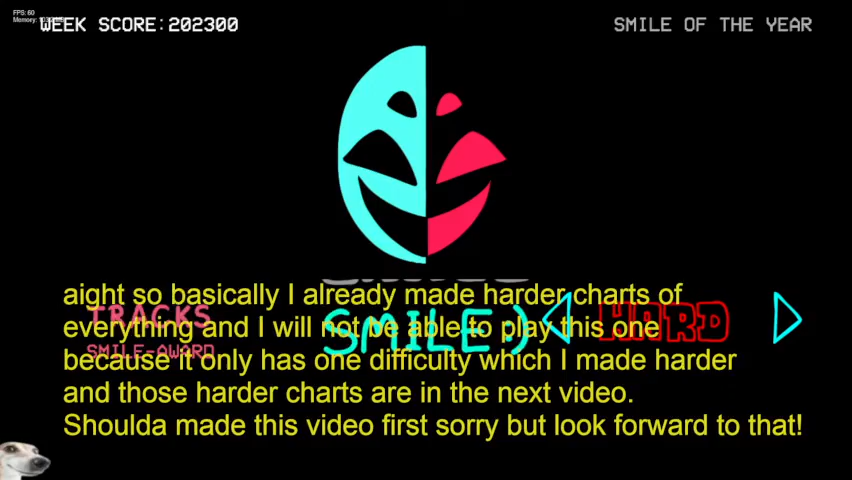 FPS: 60
WEEK SCORE:202300
SMILE OF THE YEAR
aight so basically I already made harder charts of
everything and I will not be able to play this one
because it only has one difficulty which I made harder
and those harder charts are in the next video.
Shoulda made this video first sorry but look forward to that!
TRACKS
SMILE-AWARD
SMILE:)
HARD